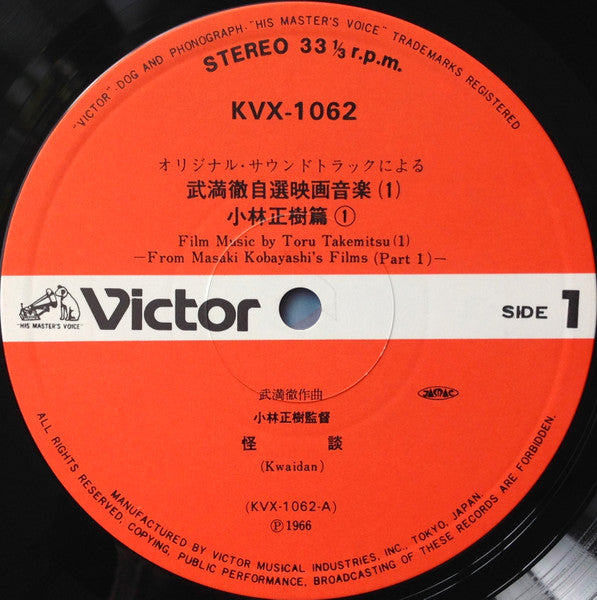 "VICTOR"-DOG AND PHONOGRAPH-"HIS MASTER'S VOICE" TRADEMARKS REGISTERED
STEREO 33 1/3 r.p.m.
KVX-1062
オリジナル・サウンドトラックによる
武満徹自選映画音楽(1)
小林正樹篇①
Film Music by Toru Takemitsu(1)
—From Masaki Kobayashi's Films (Part 1)—
"HIS MASTER'S VOICE"
Victor
SIDE 1
武満徹作曲
JASRAC
小林正樹監督
怪談
(Kwaidan)
(KVX-1062-A)
Ⓟ1966
ALL RIGHTS RESERVED, COPYING, PUBLIC PERFORMANCE, BROADCASTING OF THESE RECORDS ARE FORBIDDEN.
MANUFACTURED BY VICTOR MUSICAL INDUSTRIES, INC., TOKYO, JAPAN.